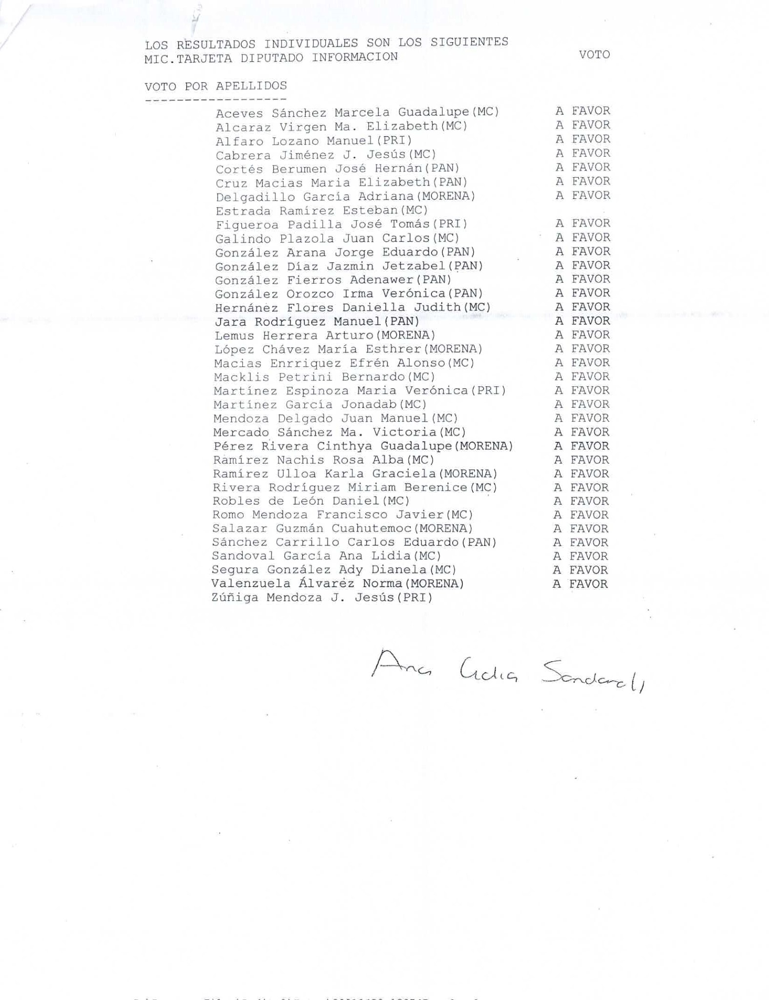 LOS RESULTADOS INDIVIDUALES SON LOS SIGUIENTES
MIC.TARJETA DIPUTADO INFORMACION VOTO
VOTO POR APELLIDOS
------------------
Aceves Sánchez Marcela Guadalupe(MC) A FAVOR
Alcaraz Virgen Ma. Elizabeth(MC) A FAVOR
Alfaro Lozano Manuel(PRI) A FAVOR
Cabrera Jiménez J. Jesús(MC) A FAVOR
Cortés Berumen José Hernán(PAN) A FAVOR
Cruz Macias Maria Elizabeth(PAN) A FAVOR
Delgadillo García Adriana(MORENA) A FAVOR
Estrada Ramírez Esteban(MC)
Figueroa Padilla José Tomás(PRI) A FAVOR
Galindo Plazola Juan Carlos(MC) A FAVOR
González Arana Jorge Eduardo(PAN) A FAVOR
González Díaz Jazmin Jetzabel(PAN) A FAVOR
González Fierros Adenawer(PAN) A FAVOR
González Orozco Irma Verónica(PAN) A FAVOR
Hernánez Flores Daniella Judith(MC) A FAVOR
Jara Rodríguez Manuel(PAN) A FAVOR
Lemus Herrera Arturo(MORENA) A FAVOR
López Chávez María Esthrer(MORENA) A FAVOR
Macias Enrriquez Efrén Alonso(MC) A FAVOR
Macklis Petrini Bernardo(MC) A FAVOR
Martínez Espinoza Maria Verónica(PRI) A FAVOR
Martínez García Jonadab(MC) A FAVOR
Mendoza Delgado Juan Manuel(MC) A FAVOR
Mercado Sánchez Ma. Victoria(MC) A FAVOR
Pérez Rivera Cinthya Guadalupe(MORENA) A FAVOR
Ramírez Nachis Rosa Alba(MC) A FAVOR
Ramírez Ulloa Karla Graciela(MORENA) A FAVOR
Rivera Rodríguez Miriam Berenice(MC) A FAVOR
Robles de León Daniel(MC) A FAVOR
Romo Mendoza Francisco Javier(MC) A FAVOR
Salazar Guzmán Cuahutemoc(MORENA) A FAVOR
Sánchez Carrillo Carlos Eduardo(PAN) A FAVOR
Sandoval García Ana Lidia(MC) A FAVOR
Segura González Ady Dianela(MC) A FAVOR
Valenzuela Álvarez Norma(MORENA) A FAVOR
Zúñiga Mendoza J. Jesús(PRI)
Ana Lidia Sandoval